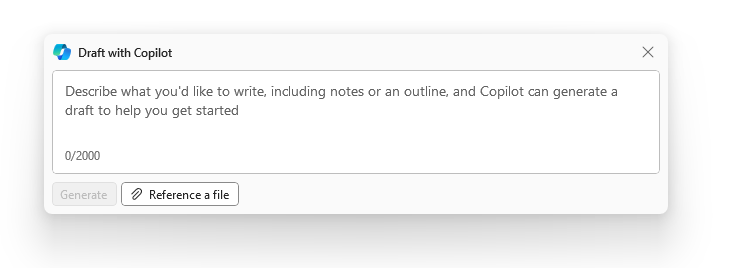 Draft with Copilot
Describe what you'd like to write, including notes or an outline, and Copilot can generate a
draft to help you get started
0/2000
Generate
Reference a file